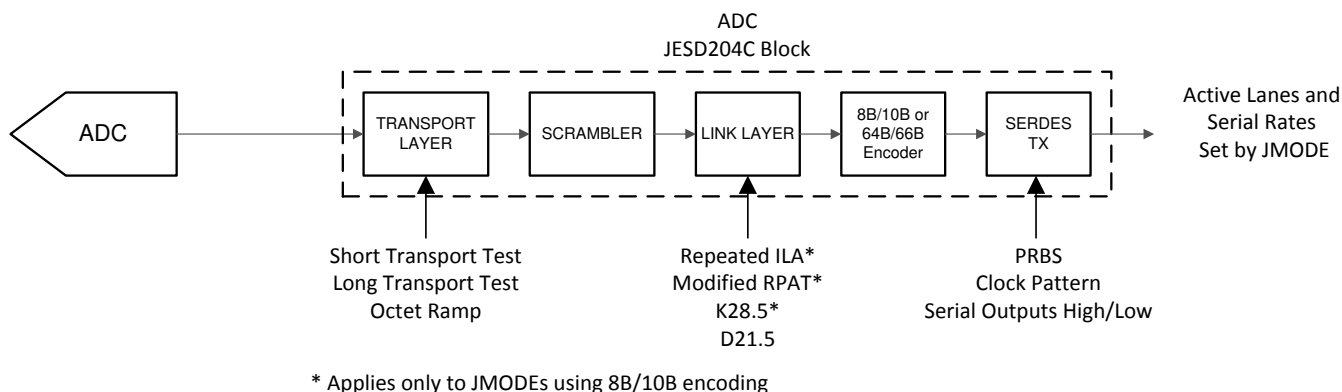 ADC
JESD204C Block
ADC
TRANSPORT
LAYER
SCRAMBLER
LINK LAYER
8B/10B or
64B/66B
Encoder
SERDES
TX
Active Lanes and
Serial Rates
Set by JMODE
Short Transport Test
Long Transport Test
Octet Ramp
Repeated ILA*
Modified RPAT*
K28.5*
D21.5
PRBS
Clock Pattern
Serial Outputs High/Low
* Applies only to JMODEs using 8B/10B encoding